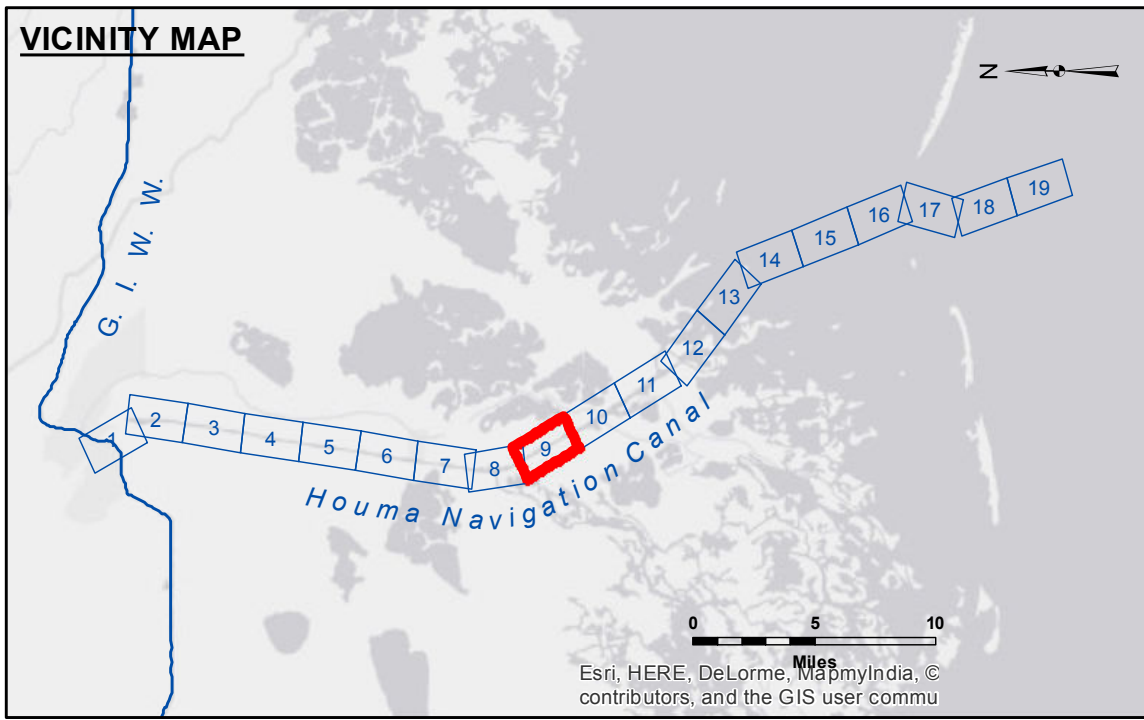 VICINITY MAP
N
G. I. W. W.
1
2
3
4
5
6
7
8
9
10
11
12
13
14
15
16
17
18
19
Houma Navigation Canal
0 5 10
Miles
Esri, HERE, DeLorme, MapmyIndia, ©
contributors, and the GIS user commu